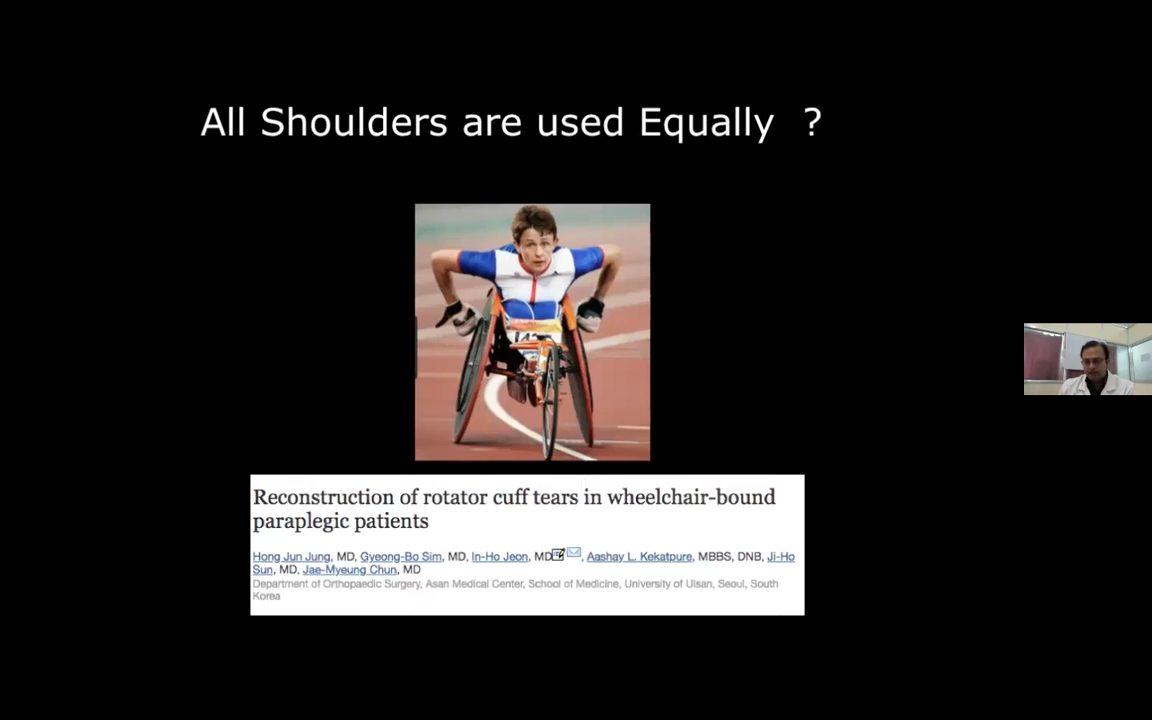 All Shoulders are used Equally ?
Reconstruction of rotator cuff tears in wheelchair-bound
paraplegic patients
Hong Jun Jung, MD, Gyeong-Bo Sim, MD, In-Ho Jeon, MD, Aashay L. Kekatpure, MBBS, DNB, Ji-Ho
Sun, MD, Jae-Myeung Chun, MD
Department of Orthopaedic Surgery, Asan Medical Center, School of Medicine, University of Ulsan, Seoul, South
Korea